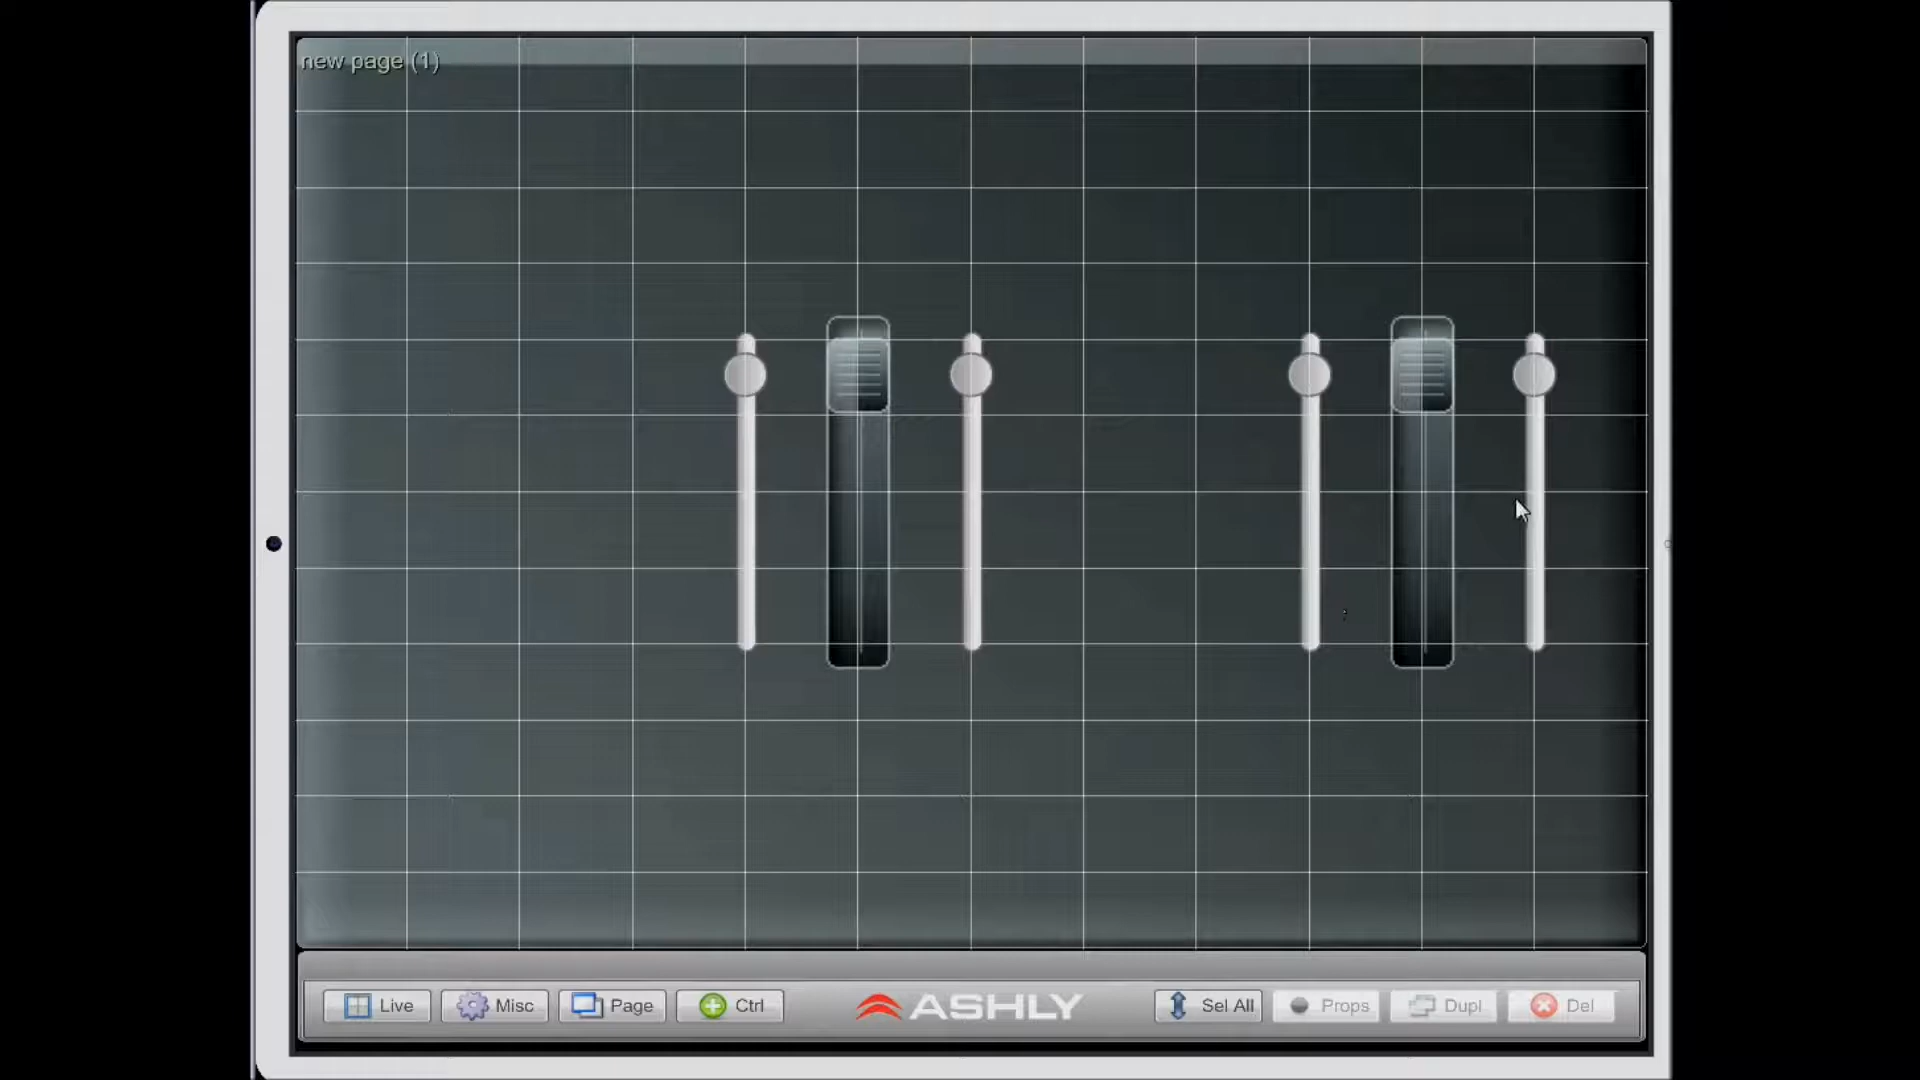 new page (1)
Live
Misc
Page
Ctrl
ASHLY
Sel All
Props
Dupl
Del